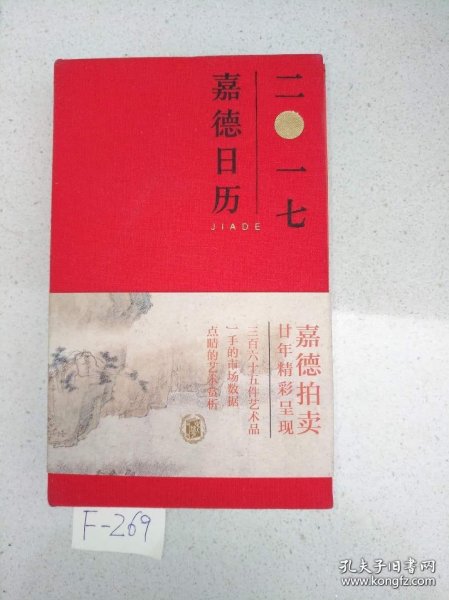 二〇一七
嘉德日历
JIADE
嘉德拍卖
廿年精彩呈现
三百六十五件艺术品
一手的市场数据
点睛的艺术赏析
F-269
孔夫子旧书网
www.kongfz.com